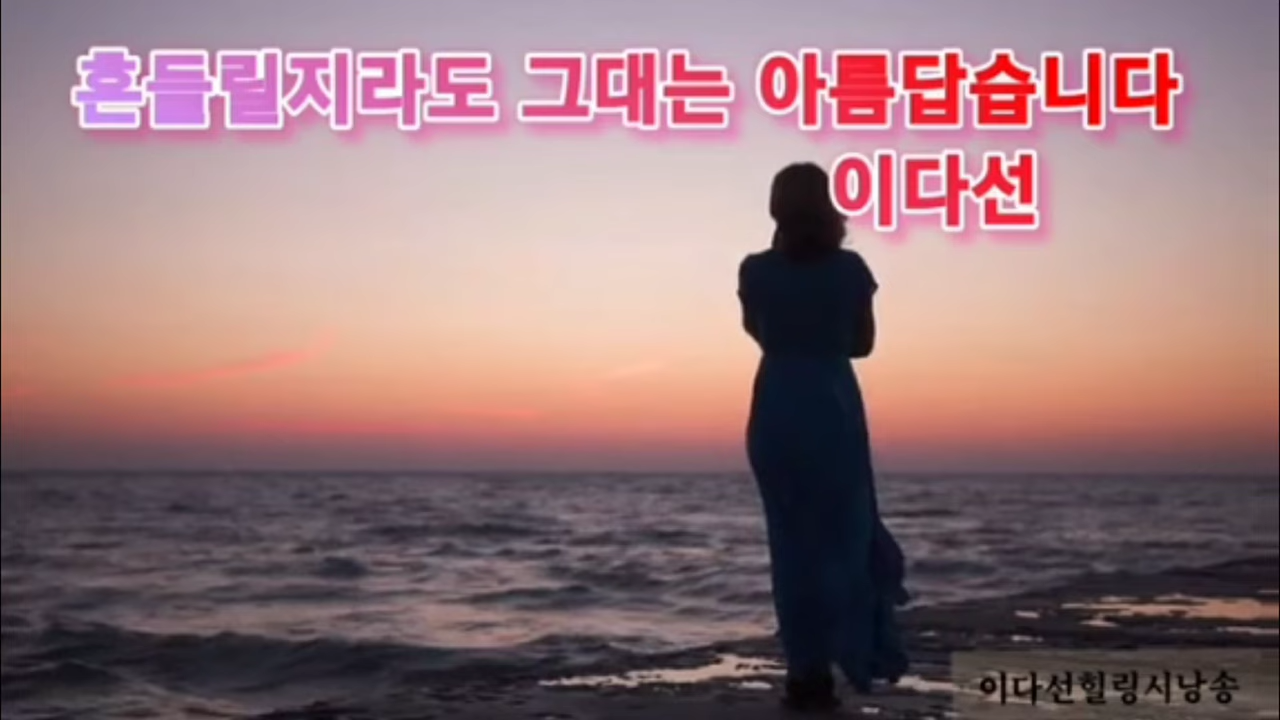 흔들릴지라도 그대는 아름답습니다
이다선
이다선힐링시낭송